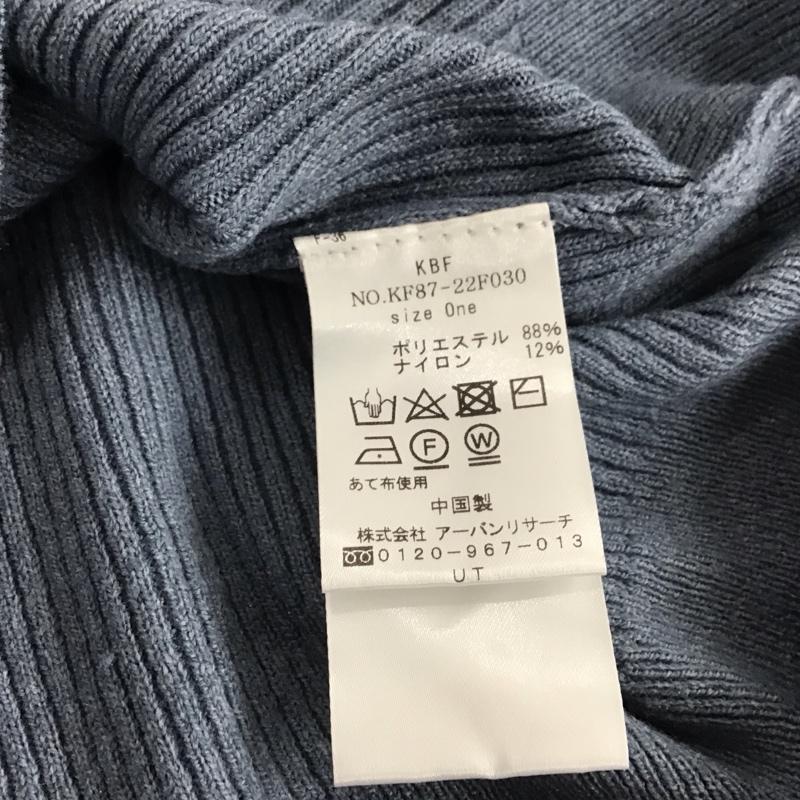 F-36
KBF
NO.KF87-22F030
size One
ポリエステル 88%
ナイロン 12%
F W
あて布使用
中国製
株式会社 アーバンリサーチ
0120-967-013
UT